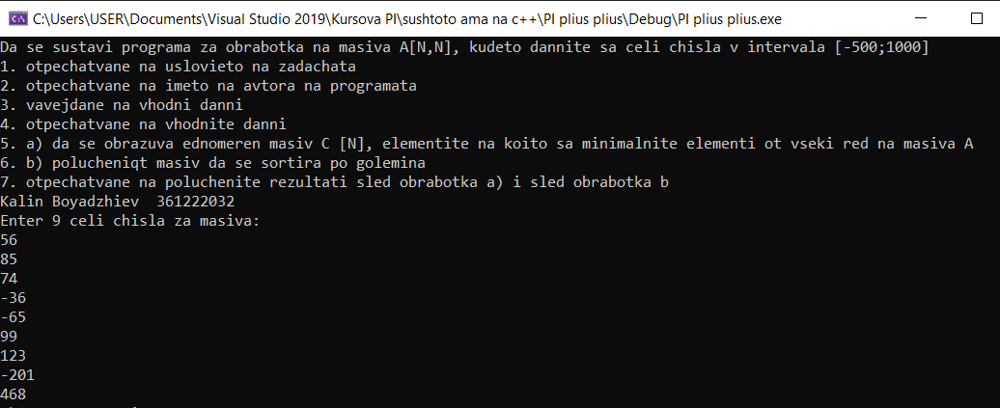 C:\Users\USER\Documents\Visual Studio 2019\Kursova PI\sushtoto ama na c++\PI plius plius\Debug\PI plius plius.exe
Da se sustavi programa za obrabotka na masiva A[N,N], kudeto dannite sa celi chisla v intervala [-500;1000]
1. otpechatvane na uslovieto na zadachata
2. otpechatvane na imeto na avtora na programata
3. vavejdane na vhodni danni
4. otpechatvane na vhodnite danni
5. a) da se obrazuva ednomeren masiv C [N], elementite na koito sa minimalnite elementi ot vseki red na masiva A
6. b) polucheniqt masiv da se sortira po golemina
7. otpechatveni na poluchenite rezultati sled obrabotka a) i sled obrabotka b
Kalin Boyadzhiev  361222032
Enter 9 celi chisla za masiva:
56
85
74
-36
-65
99
123
-201
468